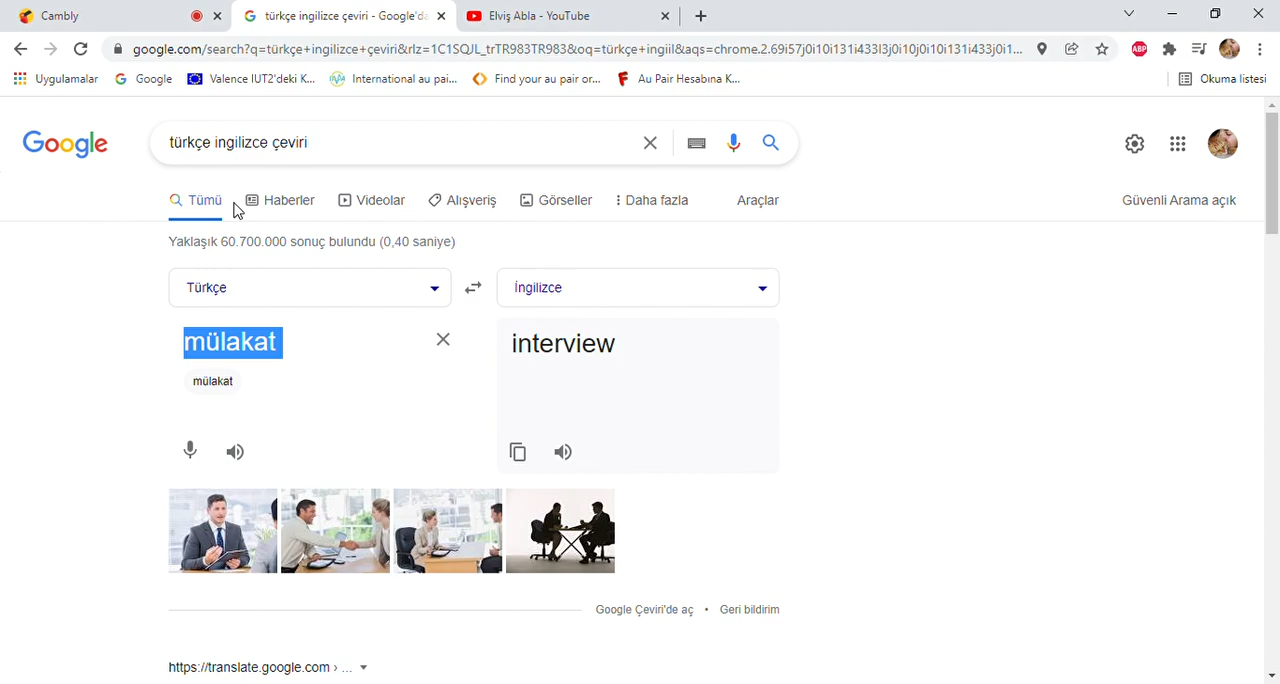 Cambly
türkçe ingilizce çeviri - Google'da
Elviş Abla - YouTube
google.com/search?q=türkçe+ingilizce+çeviri&rlz=1C1SQJL_trTR983TR983&oq=türkçe+ingiil&aqs=chrome.2.69i57j0i10i131i433l3j0i10j0i10i131i433j0i1...
ABP
Uygulamalar
Google
Valence IUT2'deki K...
International au pai...
Find your au pair or...
Au Pair Hesabına K...
Okuma listesi
Google
türkçe ingilizce çeviri
Tümü
Haberler
Videolar
Alışveriş
Görseller
Daha fazla
Araçlar
Güvenli Arama açık
Yaklaşık 60.700.000 sonuç bulundu (0,40 saniye)
Türkçe
İngilizce
mülakat
interview
mülakat
Google Çeviri'de aç • Geri bildirim
https://translate.google.com › ...